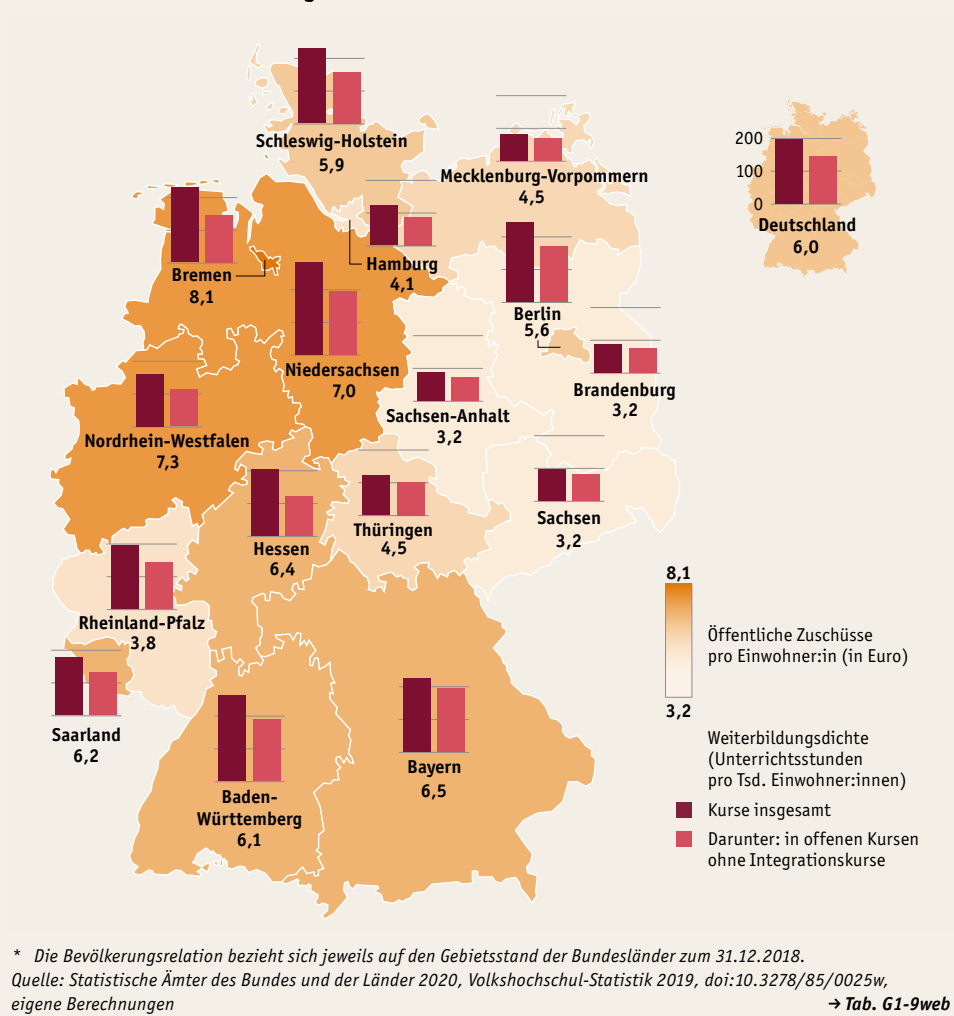 Schleswig-Holstein
5,9
Mecklenburg-Vorpommern
4,5
200
100
0
Deutschland
6,0
Bremen
8,1
Hamburg
4,1
Berlin
5,6
Niedersachsen
7,0
Brandenburg
3,2
Sachsen-Anhalt
3,2
Nordrhein-Westfalen
7,3
Thüringen
4,5
Sachsen
3,2
Hessen
6,4
Rheinland-Pfalz
3,8
Saarland
6,2
Baden-
Württemberg
6,1
Bayern
6,5
8,1
Öffentliche Zuschüsse
pro Einwohner:in (in Euro)
3,2
Weiterbildungsdichte
(Unterrichtsstunden
pro Tsd. Einwohner:innen)
Kurse insgesamt
Darunter: in offenen Kursen
ohne Integrationskurse
* Die Bevölkerungsrelation bezieht sich jeweils auf den Gebietsstand der Bundesländer zum 31.12.2018.
Quelle: Statistische Ämter des Bundes und der Länder 2020, Volkshochschul-Statistik 2019, doi:10.3278/85/0025w,
eigene Berechnungen
→ Tab. G1-9web